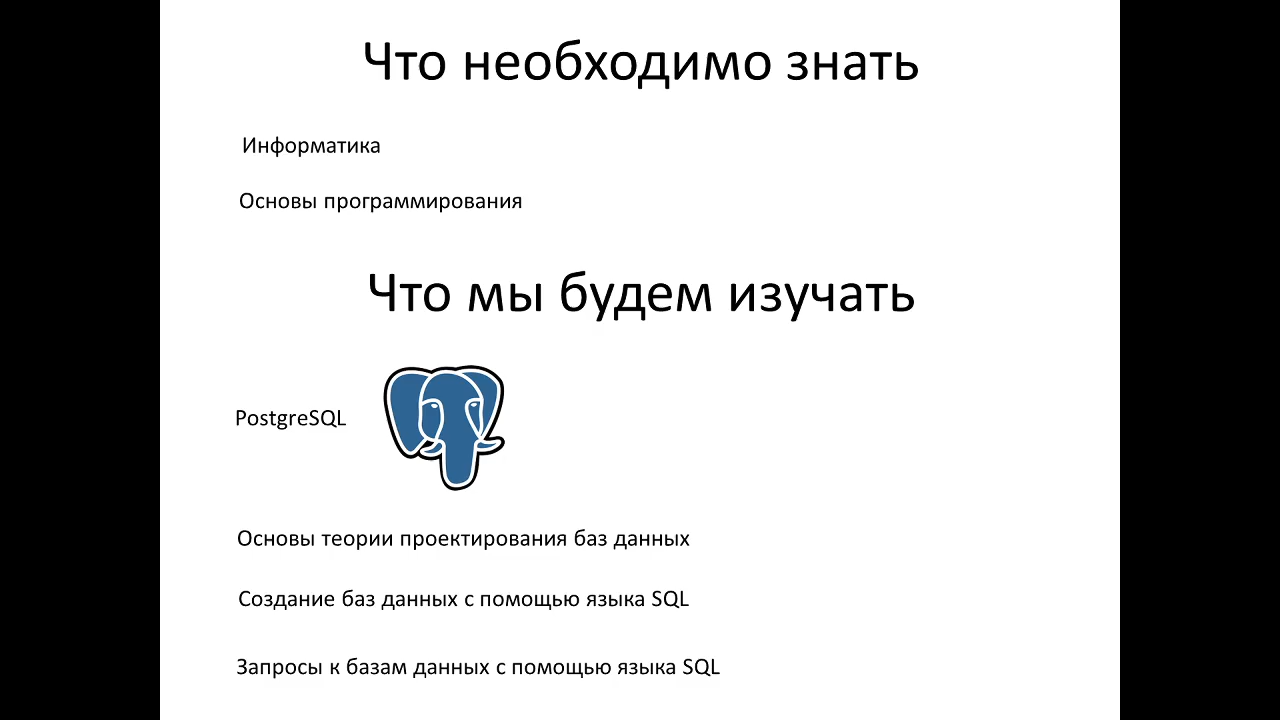 Что необходимо знать
Информатика
Основы программирования
Что мы будем изучать
PostgreSQL
Основы теории проектирования баз данных
Создание баз данных с помощью языка SQL
Запросы к базам данных с помощью языка SQL